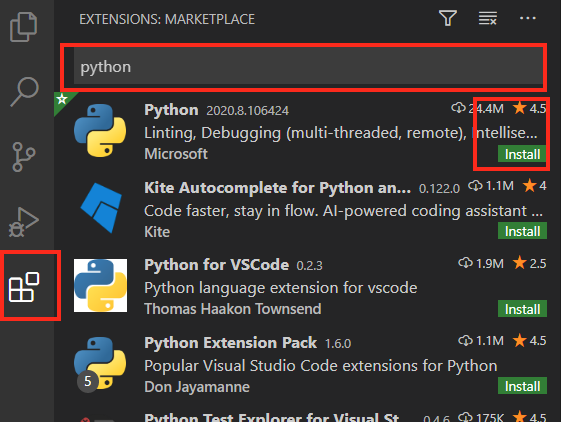 EXTENSIONS: MARKETPLACE
python
Python 2020.8.106424 24.4M 4.5
Linting, Debugging (multi-threaded, remote), Intellise...
Microsoft Install
Kite Autocomplete for Python an... 0.122.0 1.1M 4
Code faster, stay in flow. AI-powered coding assistant ...
Kite Install
Python for VSCode 0.2.3 1.9M 2.5
Python language extension for vscode
Thomas Haakon Townsend Install
Python Extension Pack 1.6.0 1.1M 4.5
Popular Visual Studio Code extensions for Python
5
Don Jayamanne Install
Python Test Explorer for Visual St... 0.4.6 175K 4.5